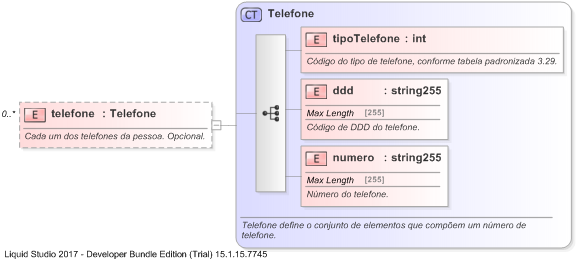 CT Telefone
E tipoTelefone : int
Código do tipo de telefone, conforme tabela padronizada 3.29.
E ddd : string255
Max Length [255]
Código de DDD do telefone.
0..* E telefone : Telefone
Cada um dos telefones da pessoa. Opcional.
E numero : string255
Max Length [255]
Número do telefone.
Telefone define o conjunto de elementos que compõem um número de
telefone.
Liquid Studio 2017 - Developer Bundle Edition (Trial) 15.1.15.7745